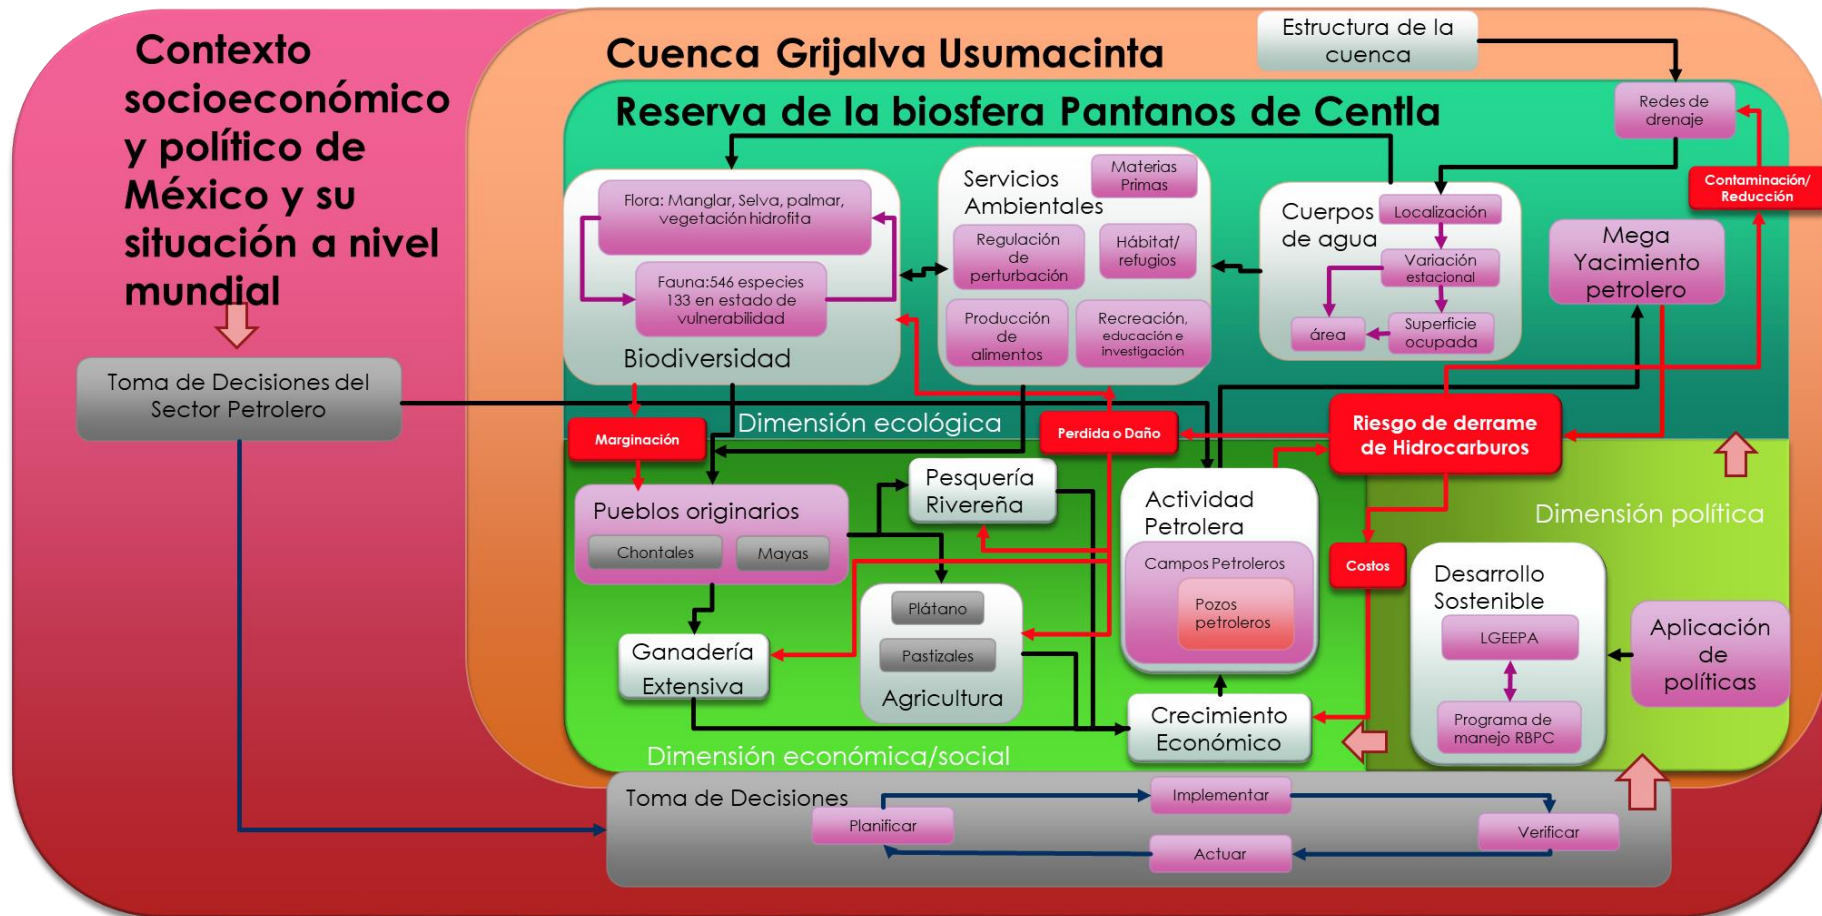 Contexto
socioeconómico
y político de
México y su
situación a nivel
mundial
Toma de Decisiones del
Sector Petrolero
Cuenca Grijalva Usumacinta
Estructura de la
cuenca
Reserva de la biosfera Pantanos de Centla
Redes de
drenaje
Contaminación/
Reducción
Flora: Manglar, Selva, palmar,
vegetación hidrofita
Fauna:546 especies
133 en estado de
vulnerabilidad
Biodiversidad
Servicios
Ambientales
Materias
Primas
Regulación
de
perturbación
Hábitat/
refugios
Producción
de
alimentos
Recreación,
educación e
investigación
Cuerpos
de agua
Localización
Variación
estacional
Superficie
ocupada
área
Mega
Yacimiento
petrolero
Dimensión ecológica
Marginación
Perdida o Daño
Riesgo de derrame
de Hidrocarburos
Pueblos originarios
Chontales
Mayas
Pesquería
Rivereña
Actividad
Petrolera
Campos Petroleros
Pozos
petroleros
Costos
Dimensión política
Desarrollo
Sostenible
LGEEPA
Programa de
manejo RBPC
Aplicación
de
políticas
Ganadería
Extensiva
Plátano
Pastizales
Agricultura
Crecimiento
Económico
Dimensión económica/social
Toma de Decisiones
Planificar
Implementar
Verificar
Actuar